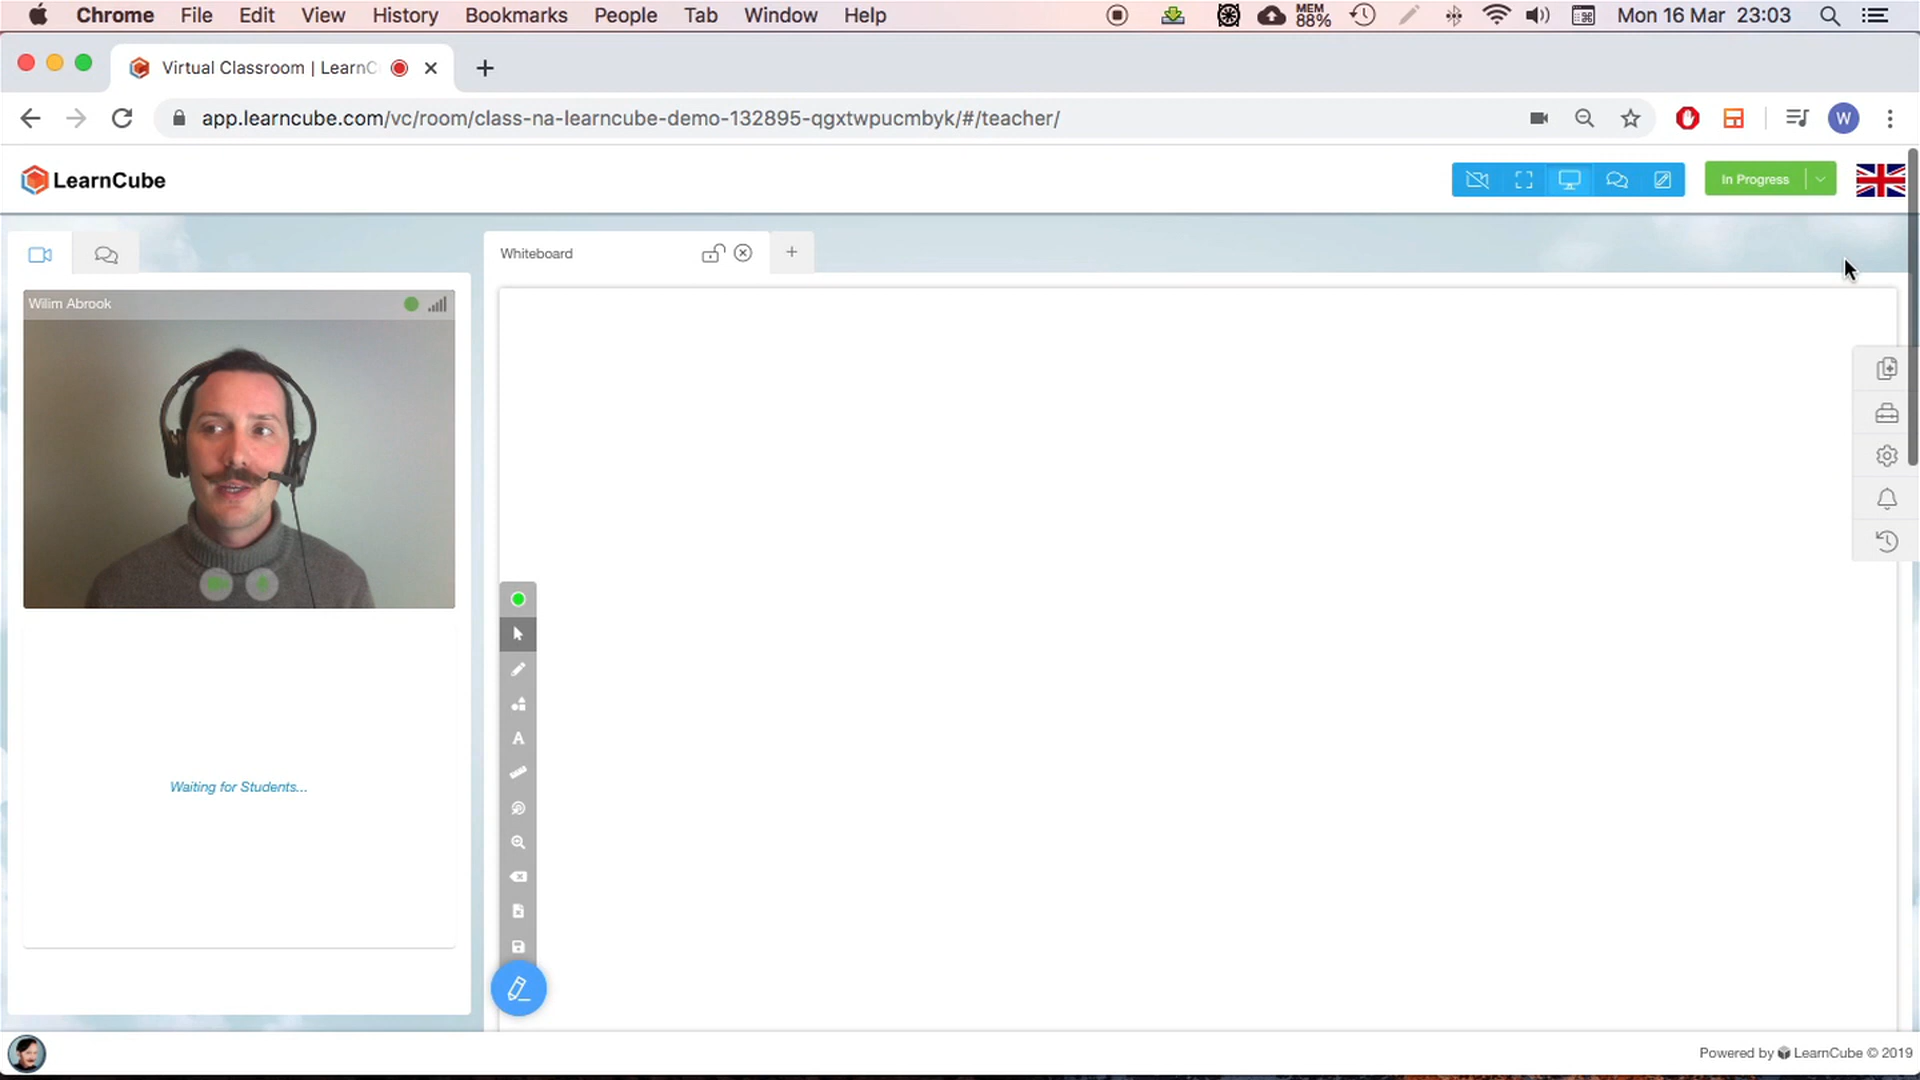 Chrome File Edit View History Bookmarks People Tab Window Help MEM 88% Mon 16 Mar 23:03
Virtual Classroom | LearnC
app.learncube.com/vc/room/class-na-learncube-demo-132895-qgxtwpucmbyk/#/teacher/ W
LearnCube In Progress
Whiteboard +
Wilim Abrook
A
Waiting for Students...
Powered by LearnCube © 2019